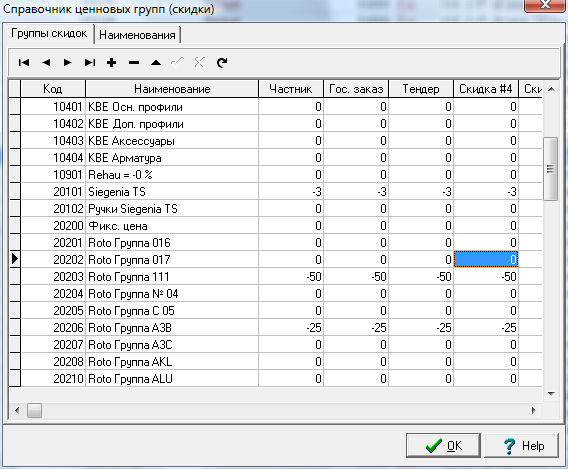 Справочник ценновых групп (скидки)
Группы скидок Наименования
Код Наименование Частник Гос. заказ Тендер Скидка #4 Ски
10401 КВЕ Осн. профили 0 0 0 0
10402 КВЕ Доп. профили 0 0 0 0
10403 КВЕ Аксессуары 0 0 0 0
10404 КВЕ Арматура 0 0 0 0
10901 Rehau = -0 % 0 0 0 0
20101 Siegenia TS -3 -3 -3 -3
20102 Ручки Siegenia TS 0 0 0 0
20200 Фикс. цена 0 0 0 0
20201 Roto Группа 016 0 0 0 0
20202 Roto Группа 017 0 0 0 0
20203 Roto Группа 111 -50 -50 -50 -50
20204 Roto Группа № 04 0 0 0 0
20205 Roto Группа С 05 0 0 0 0
20206 Roto Группа АЗВ -25 -25 -25 -25
20207 Roto Группа АЗС 0 0 0 0
20208 Roto Группа AKL 0 0 0 0
20210 Roto Группа ALU 0 0 0 0
OK ? Help